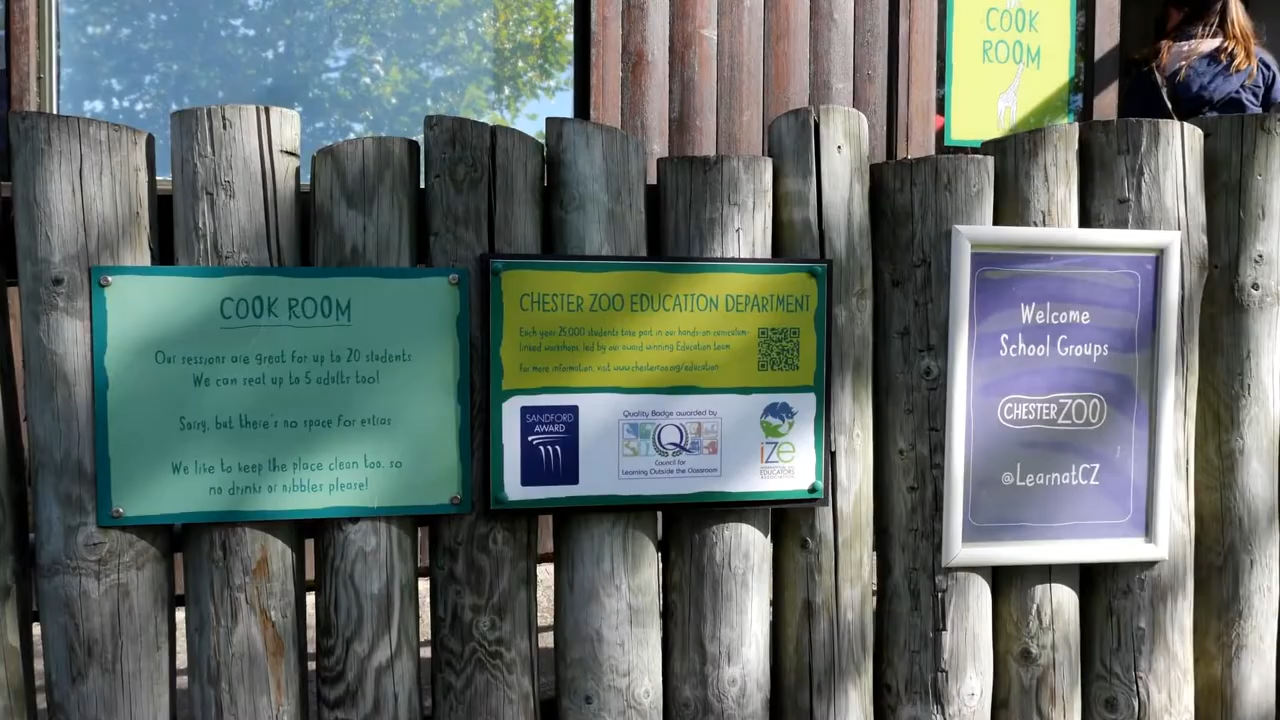 COOK
ROOM
COOK ROOM
Our sessions are great for up to 20 students
We can seat up to 5 adults too!
Sorry, but there's no space for extras
We like to keep the place clean too, so
no drinks or nibbles please!
CHESTER ZOO EDUCATION DEPARTMENT
Each year 25,000 students take part in our hands-on curriculum-
linked workshops, led by our award winning Education team
For more information, visit www.chesterzoo.org/education
SANDFORD
AWARD
Quality Badge awarded by
Q
Council for
Learning Outside the Classroom
ize
INTERNATIONAL ZOO
EDUCATORS
ASSOCIATION
Welcome
School Groups
CHESTER ZOO
@LearnatCZ